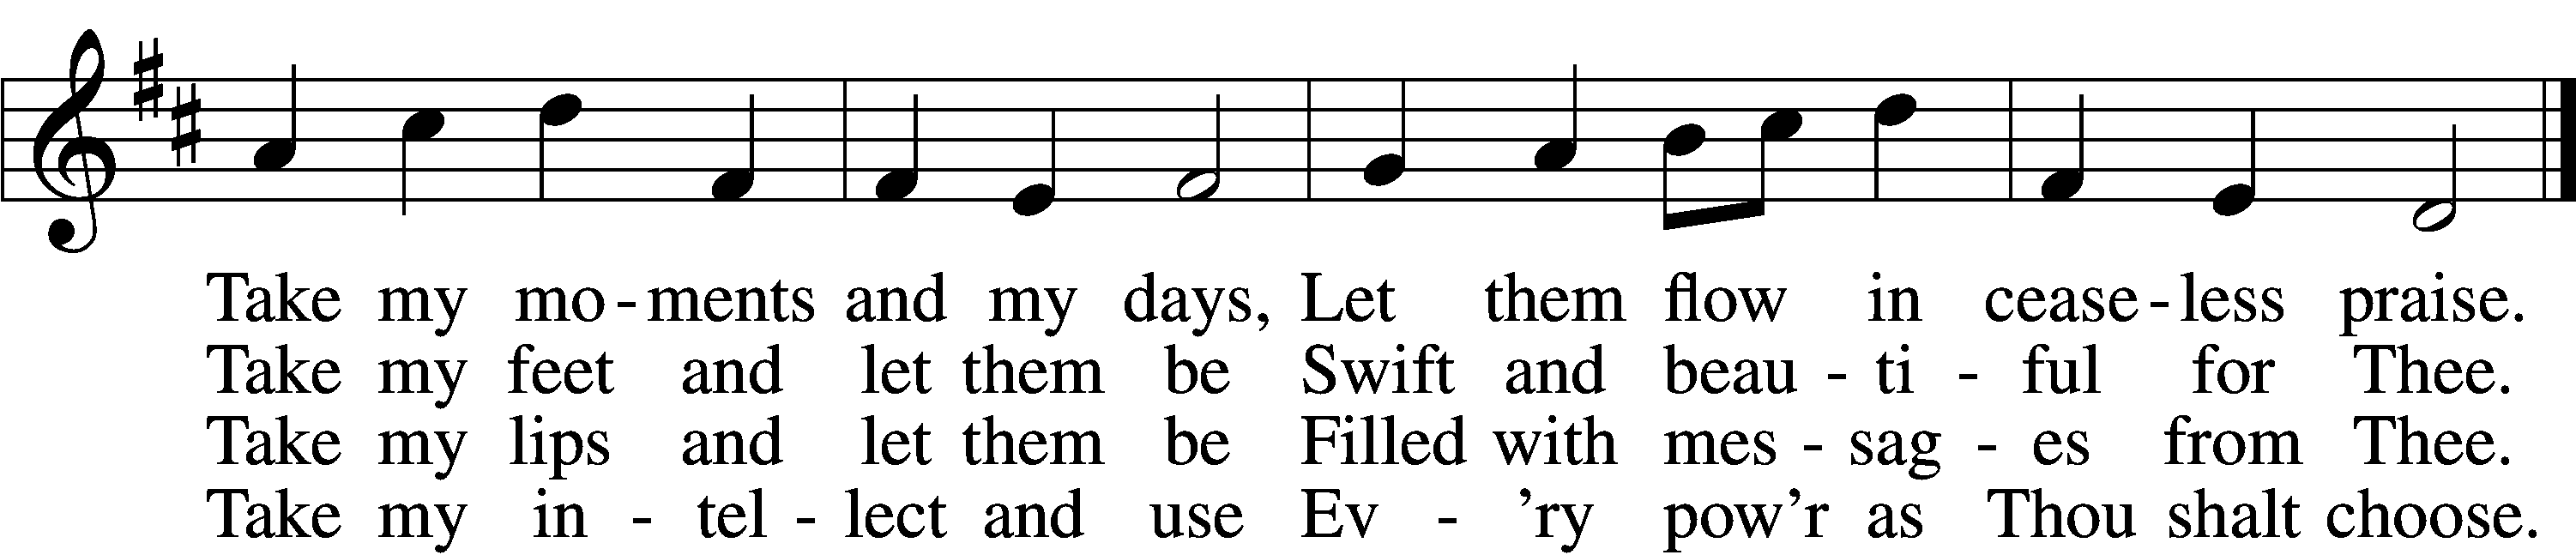 Take my mo - ments and my days, Let them flow in cease - less praise.
Take my feet and let them be Swift and beau - ti - ful for Thee.
Take my lips and let them be Filled with mes - sag - es from Thee.
Take my in - tel - lect and use Ev - 'ry pow'r as Thou shalt choose.